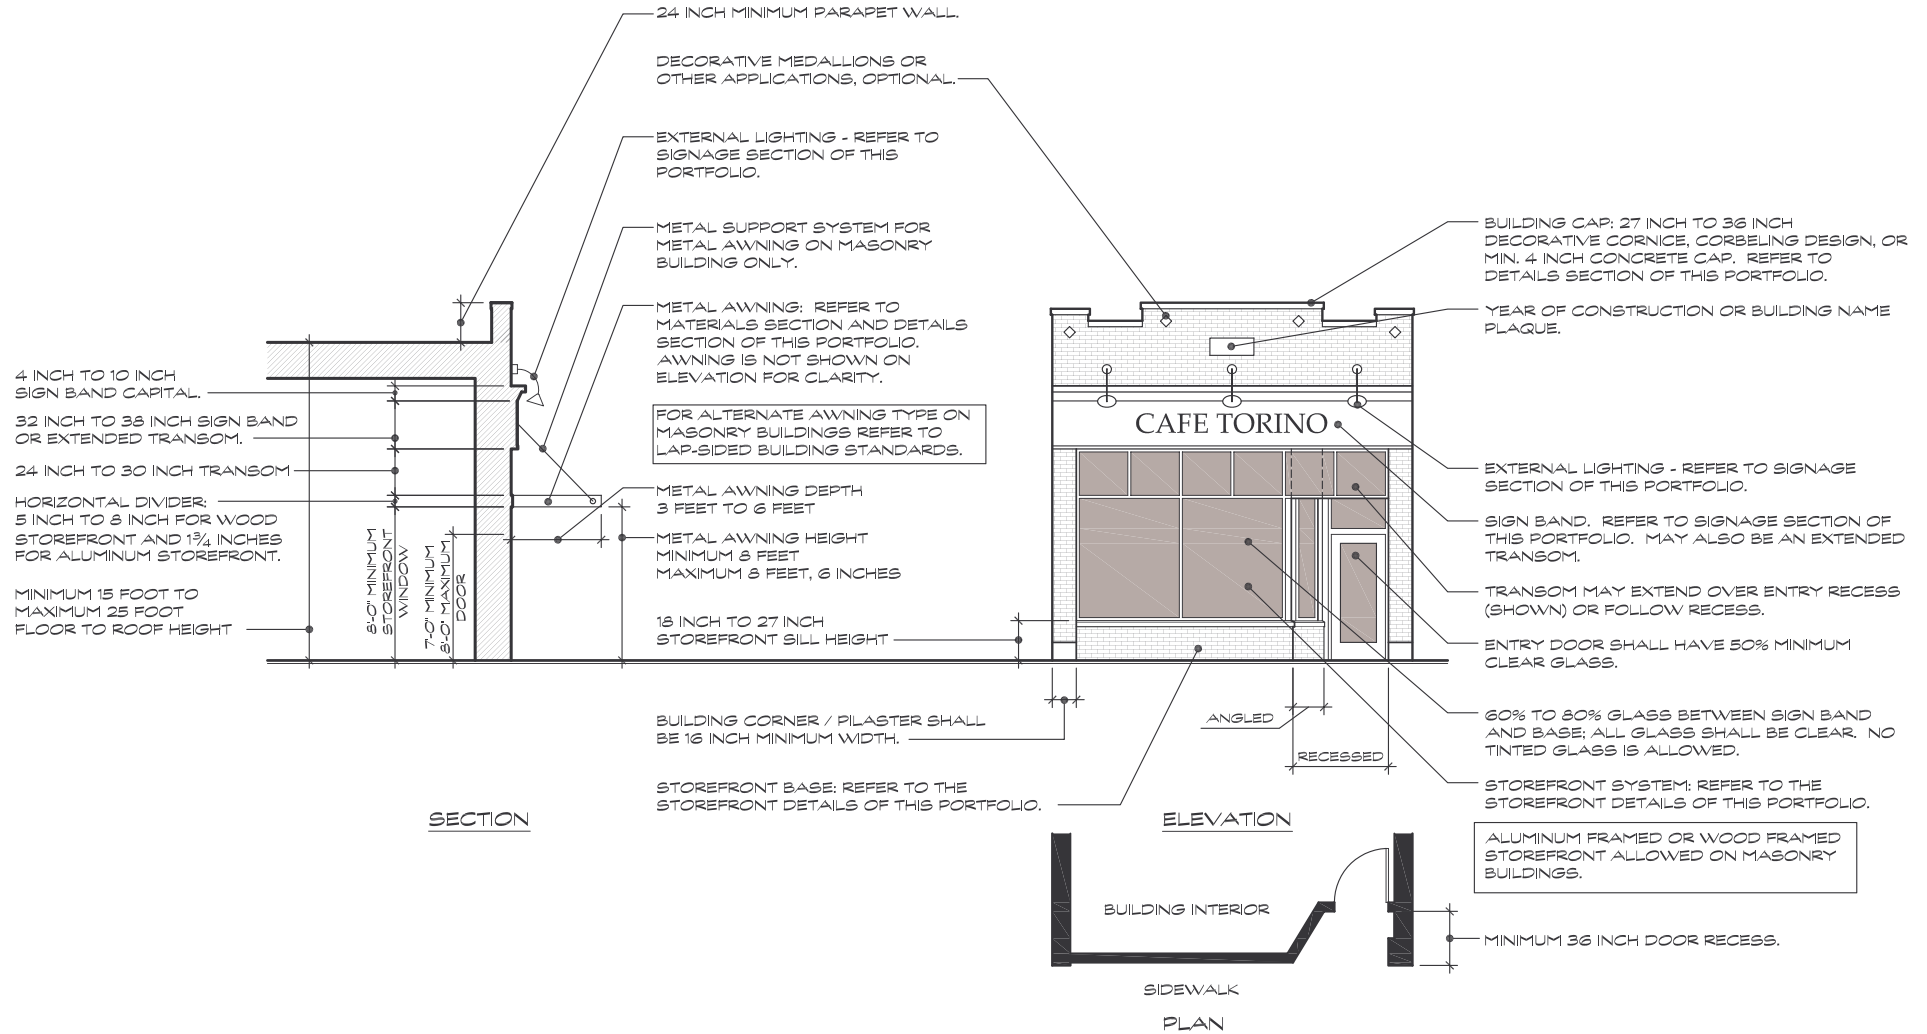 24 INCH MINIMUM PARAPET WALL.
DECORATIVE MEDALLIONS OR
OTHER APPLICATIONS, OPTIONAL.
EXTERNAL LIGHTING - REFER TO
SIGNAGE SECTION OF THIS
PORTFOLIO.
METAL SUPPORT SYSTEM FOR
METAL AWNING ON MASONRY
BUILDING ONLY.
METAL AWNING: REFER TO
MATERIALS SECTION AND DETAILS
SECTION OF THIS PORTFOLIO.
AWNING IS NOT SHOWN ON
ELEVATION FOR CLARITY.
FOR ALTERNATE AWNING TYPE ON
MASONRY BUILDINGS REFER TO
LAP-SIDED BUILDING STANDARDS.
METAL AWNING DEPTH
3 FEET TO 6 FEET
METAL AWNING HEIGHT
MINIMUM 8 FEET
MAXIMUM 8 FEET, 6 INCHES
18 INCH TO 27 INCH
STOREFRONT SILL HEIGHT
BUILDING CORNER / PILASTER SHALL
BE 16 INCH MINIMUM WIDTH.
STOREFRONT BASE: REFER TO THE
STOREFRONT DETAILS OF THIS PORTFOLIO.
4 INCH TO 10 INCH
SIGN BAND CAPITAL.
32 INCH TO 38 INCH SIGN BAND
OR EXTENDED TRANSOM.
24 INCH TO 30 INCH TRANSOM
HORIZONTAL DIVIDER:
5 INCH TO 8 INCH FOR WOOD
STOREFRONT AND 1¾ INCHES
FOR ALUMINUM STOREFRONT.
MINIMUM 15 FOOT TO
MAXIMUM 25 FOOT
FLOOR TO ROOF HEIGHT
8'-0" MINIMUM
STOREFRONT
WINDOW
7'-0" MINIMUM
8'-0" MAXIMUM
DOOR
SECTION
CAFE TORINO
ANGLED
RECESSED
ELEVATION
BUILDING CAP: 27 INCH TO 36 INCH
DECORATIVE CORNICE, CORBELING DESIGN, OR
MIN. 4 INCH CONCRETE CAP. REFER TO
DETAILS SECTION OF THIS PORTFOLIO.
YEAR OF CONSTRUCTION OR BUILDING NAME
PLAQUE.
EXTERNAL LIGHTING - REFER TO SIGNAGE
SECTION OF THIS PORTFOLIO.
SIGN BAND. REFER TO SIGNAGE SECTION OF
THIS PORTFOLIO. MAY ALSO BE AN EXTENDED
TRANSOM.
TRANSOM MAY EXTEND OVER ENTRY RECESS
(SHOWN) OR FOLLOW RECESS.
ENTRY DOOR SHALL HAVE 50% MINIMUM
CLEAR GLASS.
60% TO 80% GLASS BETWEEN SIGN BAND
AND BASE; ALL GLASS SHALL BE CLEAR. NO
TINTED GLASS IS ALLOWED.
STOREFRONT SYSTEM: REFER TO THE
STOREFRONT DETAILS OF THIS PORTFOLIO.
ALUMINUM FRAMED OR WOOD FRAMED
STOREFRONT ALLOWED ON MASONRY
BUILDINGS.
BUILDING INTERIOR
MINIMUM 36 INCH DOOR RECESS.
SIDEWALK
PLAN